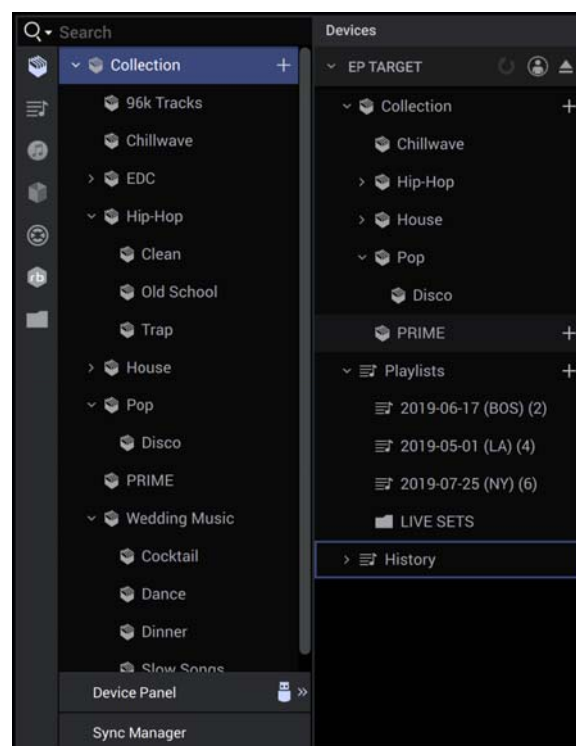 Search
Collection
96k Tracks
Chillwave
EDC
Hip-Hop
Clean
Old School
Trap
House
Pop
Disco
PRIME
Wedding Music
Cocktail
Dance
Dinner
Slow Songs
Device Panel
Sync Manager
Devices
EP TARGET
Collection
Chillwave
Hip-Hop
House
Pop
Disco
PRIME
Playlists
2019-06-17 (BOS) (2)
2019-05-01 (LA) (4)
2019-07-25 (NY) (6)
LIVE SETS
History